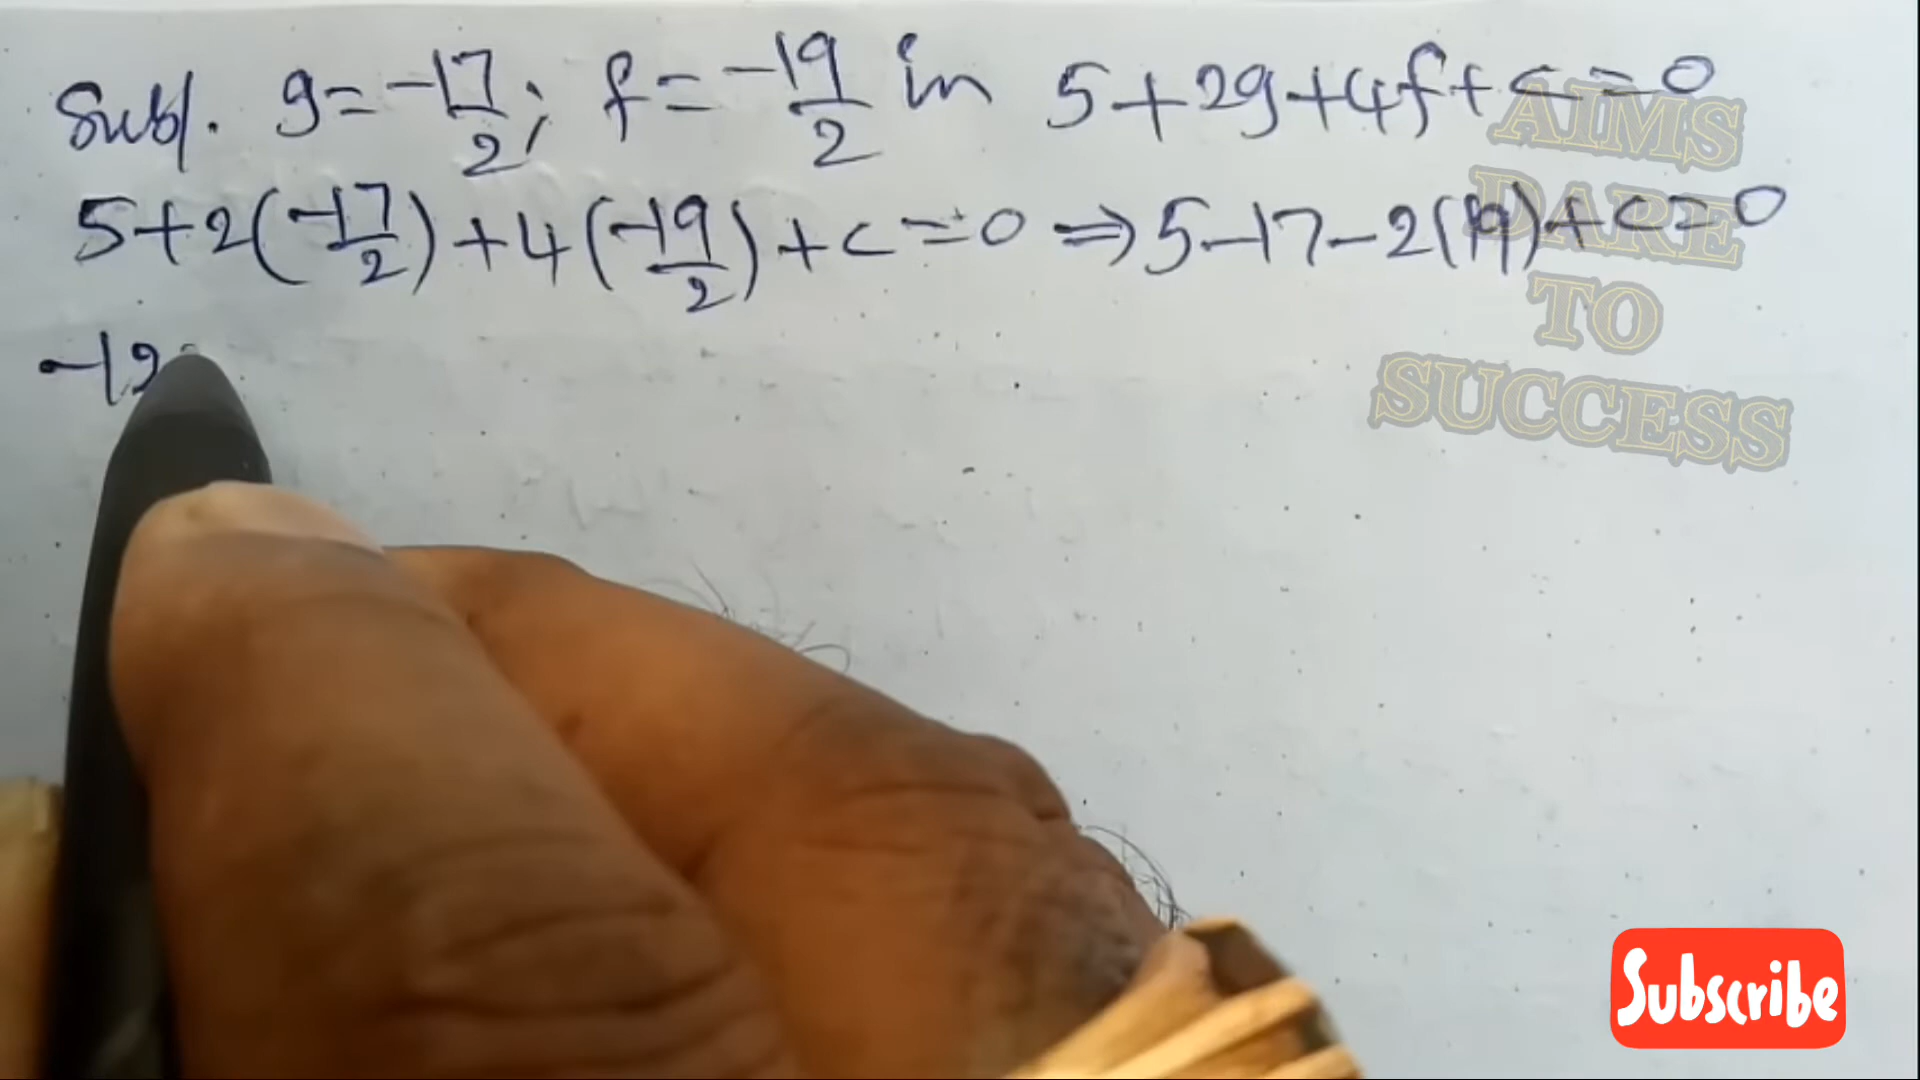 Sub. g = -17/2; f = -19/2 in 5+2g+4f+c=0
5+2(-17/2)+4(-19/2)+c=0 ⇒ 5-17-2(19)+c=0
-12
AIMS
DARE
TO
SUCCESS
Subscribe